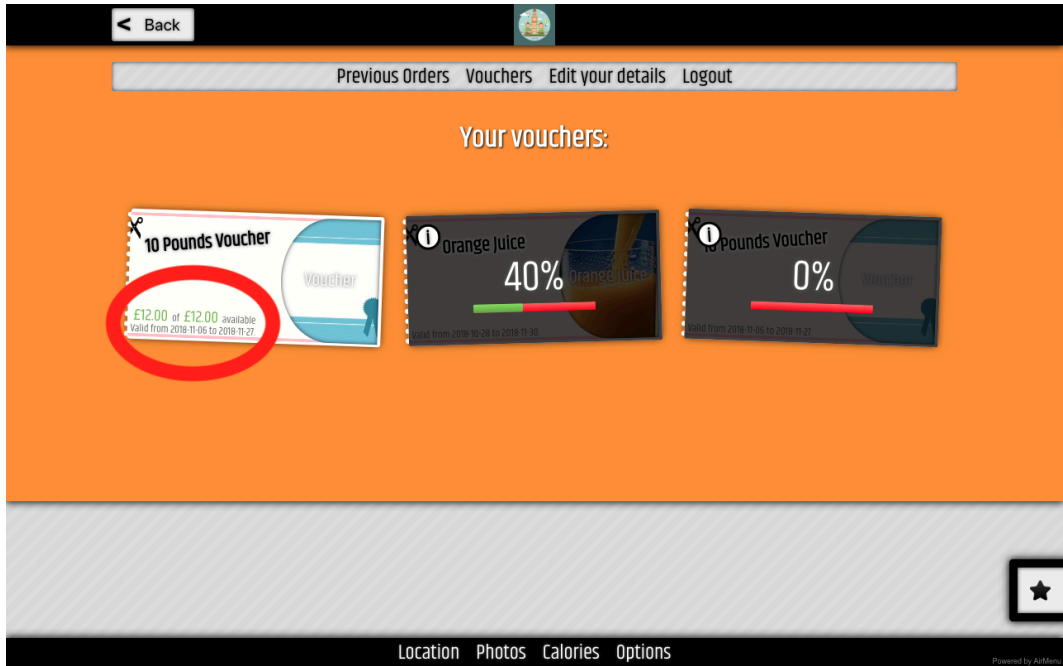 < Back
Previous Orders Vouchers Edit your details Logout
Your vouchers:
10 Pounds Voucher
Voucher
£12.00 of £12.00 available
Valid from 2018-11-06 to 2018-11-27
i
Orange Juice
40%
Orange Juice
Valid from 2018-10-28 to 2018-11-30
i
Pounds Voucher
0%
Voucher
Valid from 2018-11-06 to 2018-11-27
Location Photos Calories Options
Powered by AirMenu